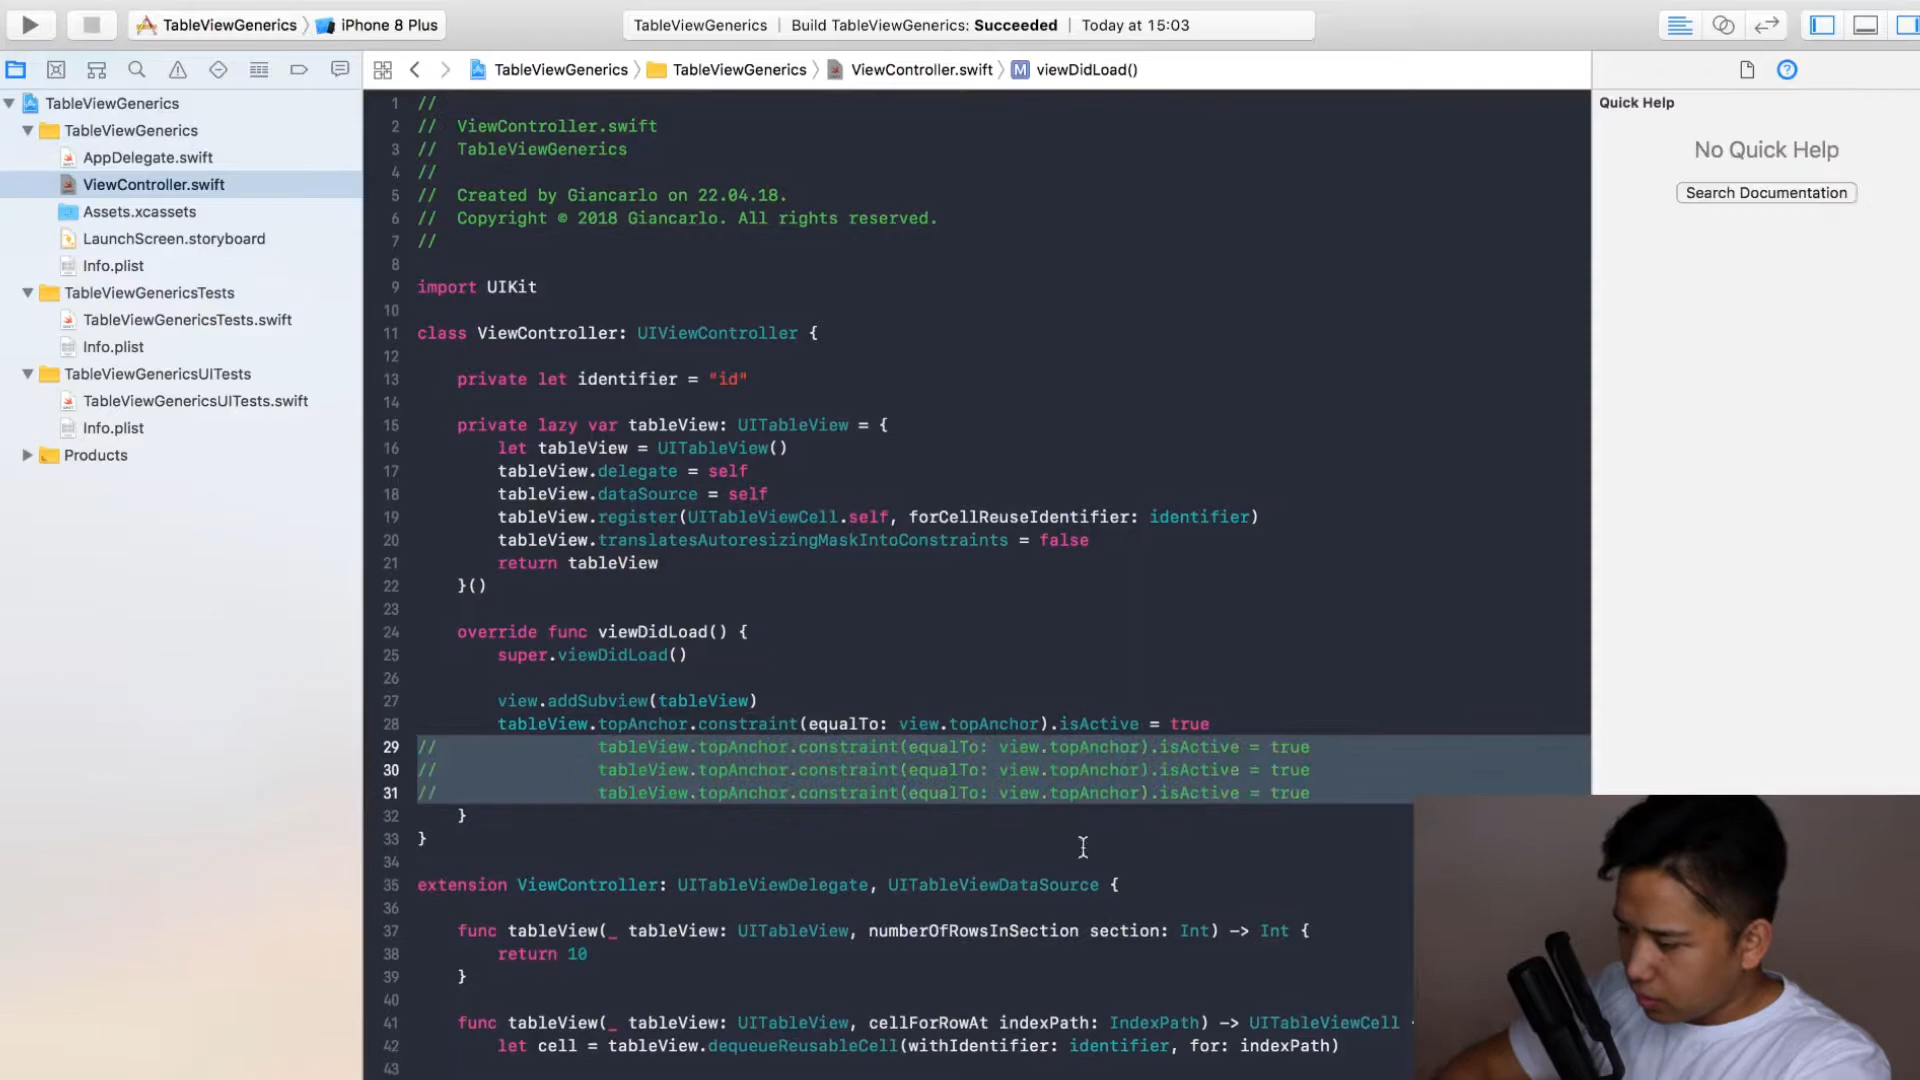 TableViewGenerics iPhone 8 Plus TableViewGenerics Build TableViewGenerics: Succeeded Today at 15:03
TableViewGenerics TableViewGenerics ViewController.swift M viewDidLoad()
TableViewGenerics
TableViewGenerics
AppDelegate.swift
ViewController.swift
Assets.xcassets
LaunchScreen.storyboard
Info.plist
TableViewGenericsTests
TableViewGenericsTests.swift
Info.plist
TableViewGenericsUITests
TableViewGenericsUITests.swift
Info.plist
Products
1 //
2 //  ViewController.swift
3 //  TableViewGenerics
4 //
5 //  Created by Giancarlo on 22.04.18.
6 //  Copyright © 2018 Giancarlo. All rights reserved.
7 //
8
9 import UIKit
10
11 class ViewController: UIViewController {
12
13     private let identifier = "id"
14
15     private lazy var tableView: UITableView = {
16         let tableView = UITableView()
17         tableView.delegate = self
18         tableView.dataSource = self
19         tableView.register(UITableViewCell.self, forCellReuseIdentifier: identifier)
20         tableView.translatesAutoresizingMaskIntoConstraints = false
21         return tableView
22     }()
23
24     override func viewDidLoad() {
25         super.viewDidLoad()
26
27         view.addSubview(tableView)
28         tableView.topAnchor.constraint(equalTo: view.topAnchor).isActive = true
29 //                tableView.topAnchor.constraint(equalTo: view.topAnchor).isActive = true
30 //                tableView.topAnchor.constraint(equalTo: view.topAnchor).isActive = true
31 //                tableView.topAnchor.constraint(equalTo: view.topAnchor).isActive = true
32     }
33 }
34
35 extension ViewController: UITableViewDelegate, UITableViewDataSource {
36
37     func tableView(_ tableView: UITableView, numberOfRowsInSection section: Int) -> Int {
38         return 10
39     }
40
41     func tableView(_ tableView: UITableView, cellForRowAt indexPath: IndexPath) -> UITableViewCell
42         let cell = tableView.dequeueReusableCell(withIdentifier: identifier, for: indexPath)
43
Quick Help
No Quick Help
Search Documentation